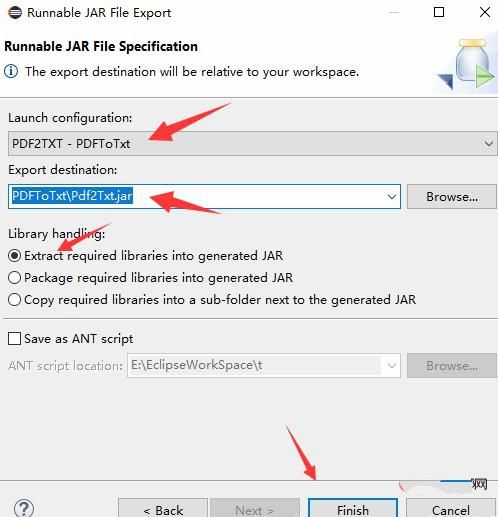 Runnable JAR File Export
Runnable JAR File Specification
The export destination will be relative to your workspace.
Launch configuration:
PDF2TXT - PDFToTxt
Export destination:
PDFToTxt\Pdf2Txt.jar
Browse...
Library handling:
Extract required libraries into generated JAR
Package required libraries into generated JAR
Copy required libraries into a sub-folder next to the generated JAR
Save as ANT script
ANT script location:
E:\EclipseWorkSpace\t
Browse...
网
?
< Back
Next >
Finish
Cancel